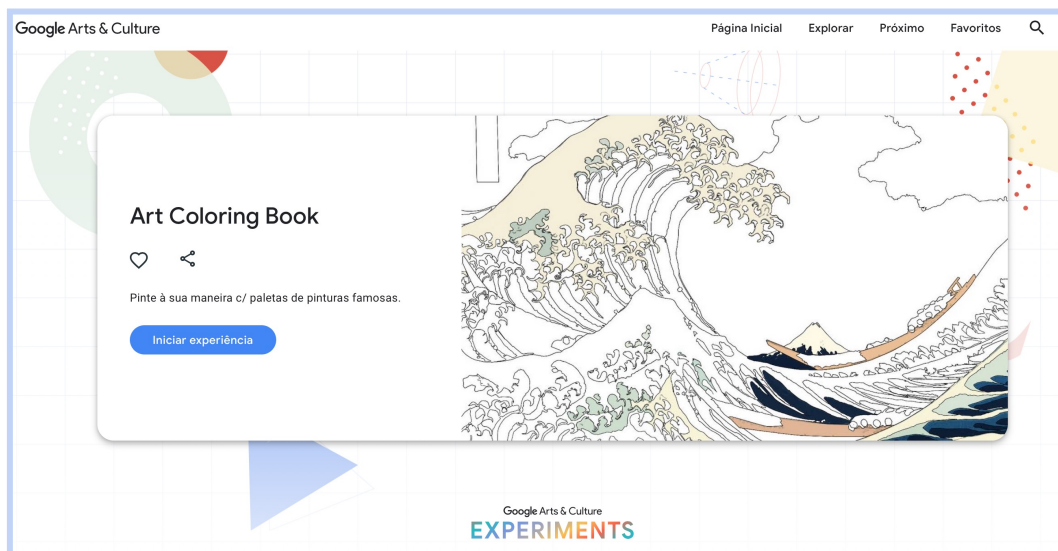 Google Arts & Culture
Página Inicial Explorar Próximo Favoritos
Art Coloring Book
Pinte à sua maneira c/ paletas de pinturas famosas.
Iniciar experiência
Google Arts & Culture
EXPERIMENTS